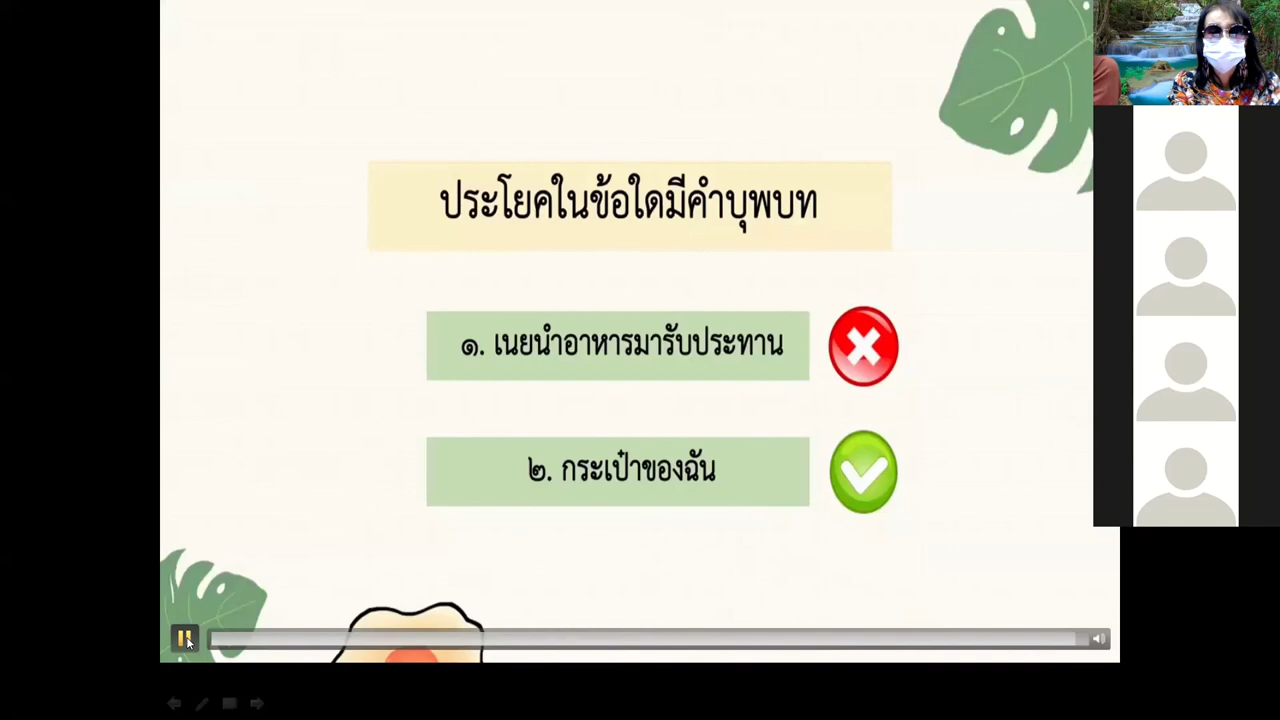 ประโยคในข้อใดมีคำบุพบท
๑. เนยนำอาหารมารับประทาน
๒. กระเป๋าของฉัน